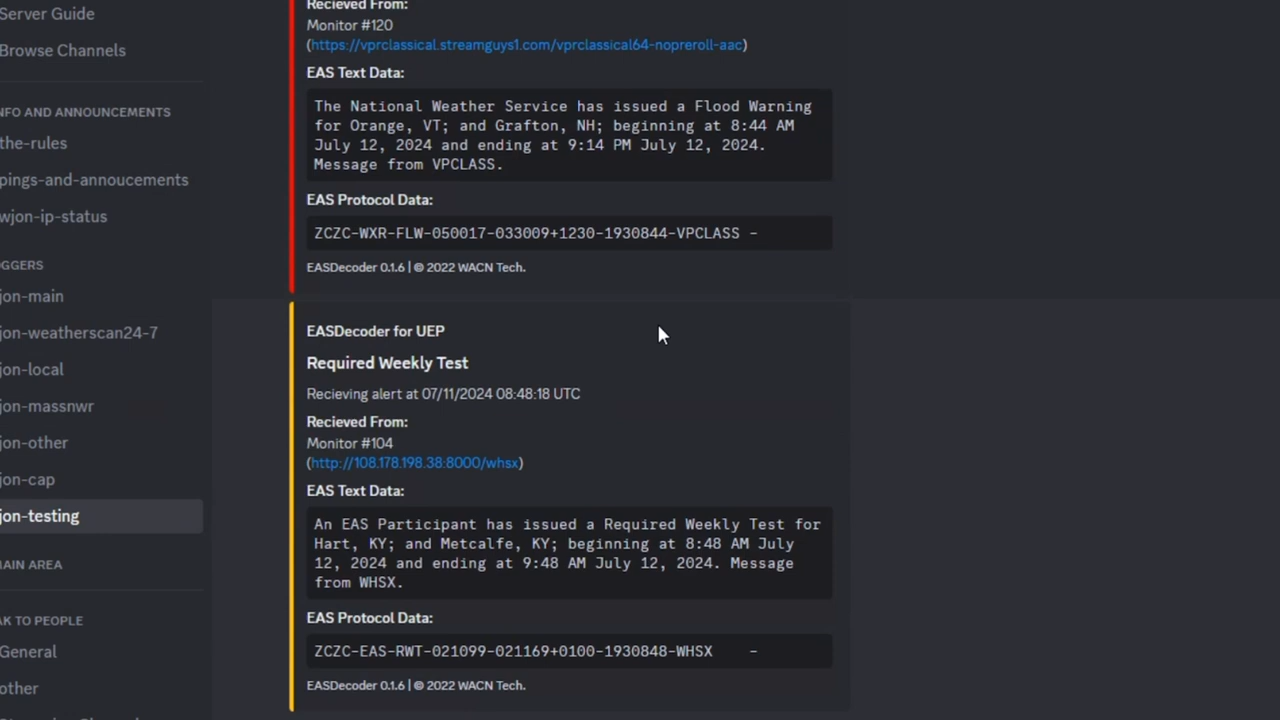 Server Guide
Browse Channels
NFO AND ANNOUNCEMENTS
the-rules
pings-and-annoucements
wjon-ip-status
GGERS
jon-main
jon-weatherscan24-7
jon-local
jon-massnwr
jon-other
jon-cap
jon-testing
AIN AREA
AK TO PEOPLE
General
other
Recieved From:
Monitor #120
(https://vprclassical.streamguys1.com/vprclassical64-nopreroll-aac)
EAS Text Data:
The National Weather Service has issued a Flood Warning
for Orange, VT; and Grafton, NH; beginning at 8:44 AM
July 12, 2024 and ending at 9:14 PM July 12, 2024.
Message from VPCLASS.
EAS Protocol Data:
ZCZC-WXR-FLW-050017-033009+1230-1930844-VPCLASS -
EASDecoder 0.1.6 | © 2022 WACN Tech.
EASDecoder for UEP
Required Weekly Test
Recieving alert at 07/11/2024 08:48:18 UTC
Recieved From:
Monitor #104
(http://108.178.198.38:8000/whsx)
EAS Text Data:
An EAS Participant has issued a Required Weekly Test for
Hart, KY; and Metcalfe, KY; beginning at 8:48 AM July
12, 2024 and ending at 9:48 AM July 12, 2024. Message
from WHSX.
EAS Protocol Data:
ZCZC-EAS-RWT-021099-021169+0100-1930848-WHSX    -
EASDecoder 0.1.6 | © 2022 WACN Tech.